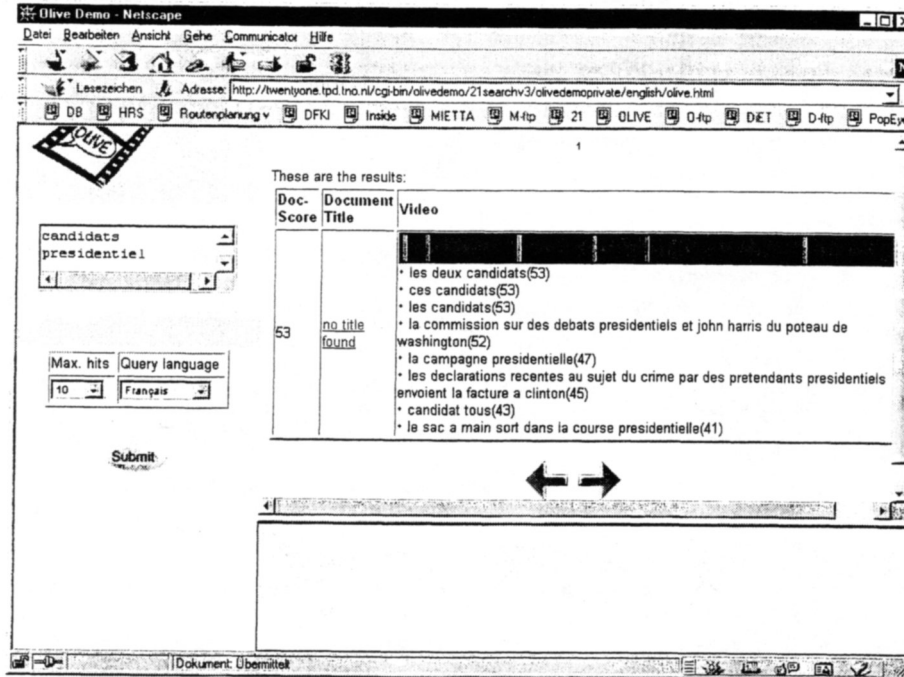 Olive Demo - Netscape
Datei Bearbeiten Ansicht Gehe Communicator Hilfe
Lesezeichen Adresse: http://twentyone.tpd.tno.nl/cgi-bin/olivedemo/21searchv3/olivedemoprivate/english/olive.html
DB HRS Routenplanung DFKI Inside MIETTA M-ftp 21 OLIVE O-ftp DiET D-ftp PopEye
OLIVE
1
These are the results:
Doc-Score Document Title Video
candidats
presidentiel
• les deux candidats(53)
• ces candidats(53)
• les candidats(53)
• la commission sur des debats presidentiels et john harris du poteau de
washington(52)
53 no title found
• la campagne presidentielle(47)
• les declarations recentes au sujet du crime par des pretendants presidentiels
envoient la facture a clinton(45)
• candidat tous(43)
• le sac a main sort dans la course presidentielle(41)
Max. hits Query language
10 Français
Submit
Dokument: Übermittelt